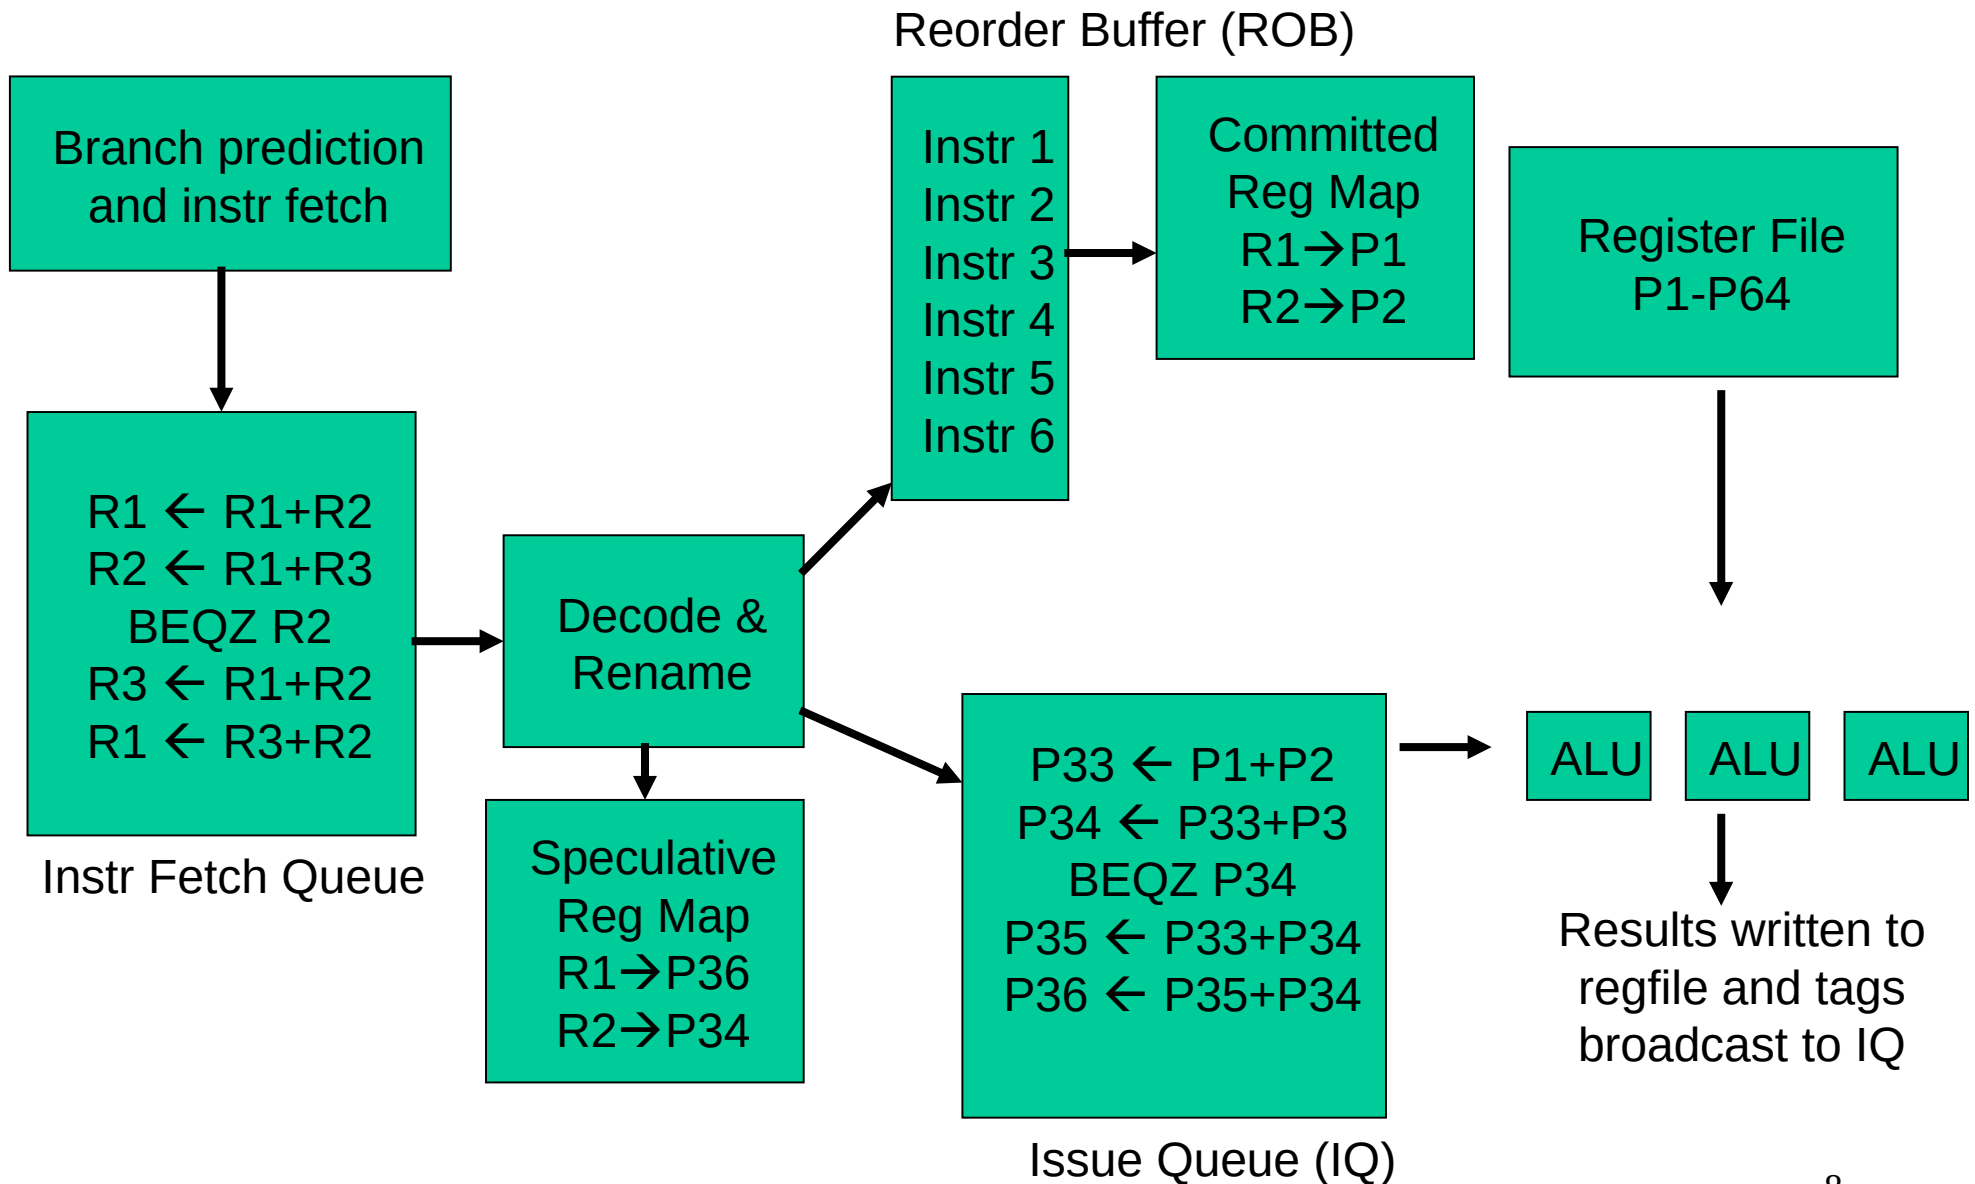 Reorder Buffer (ROB)
Branch prediction
and instr fetch
Instr 1
Instr 2
Instr 3
Instr 4
Instr 5
Instr 6
Committed
Reg Map
R1→P1
R2→P2
Register File
P1-P64
R1 ← R1+R2
R2 ← R1+R3
BEQZ R2
R3 ← R1+R2
R1 ← R3+R2
Instr Fetch Queue
Decode &
Rename
Speculative
Reg Map
R1→P36
R2→P34
P33 ← P1+P2
P34 ← P33+P3
BEQZ P34
P35 ← P33+P34
P36 ← P35+P34
Issue Queue (IQ)
ALU
ALU
ALU
Results written to
regfile and tags
broadcast to IQ